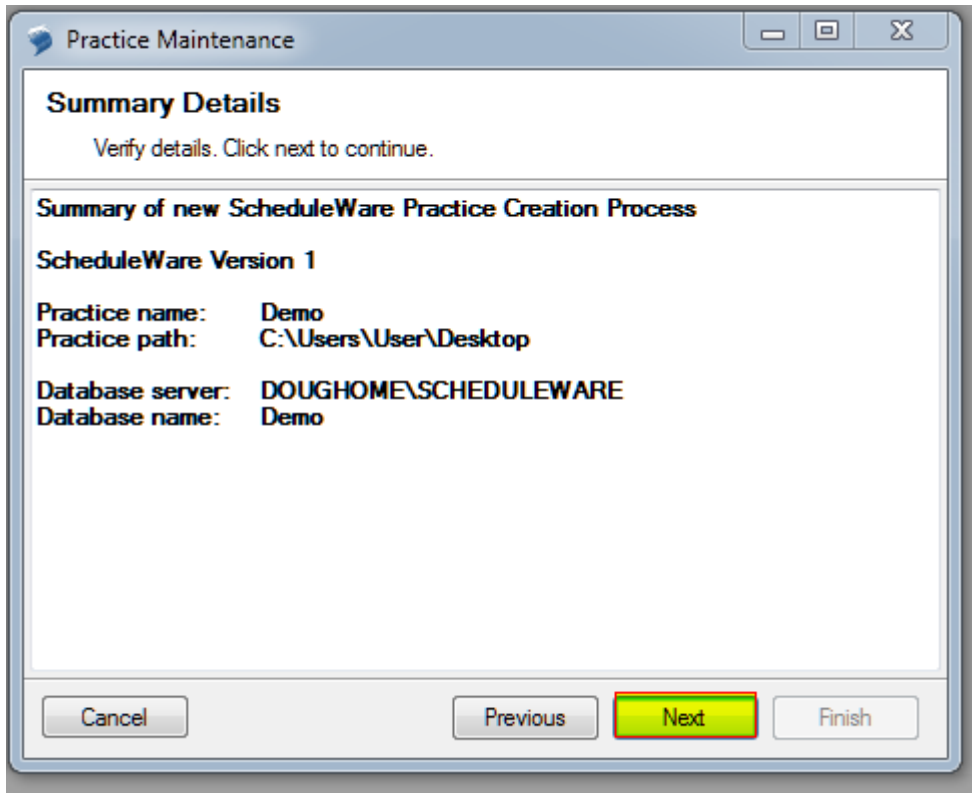 Practice Maintenance
Summary Details
Verify details. Click next to continue.
Summary of new ScheduleWare Practice Creation Process
ScheduleWare Version 1
Practice name: Demo
Practice path: C:\Users\User\Desktop
Database server: DOUGHOME\SCHEDULEWARE
Database name: Demo
Cancel Previous Next Finish